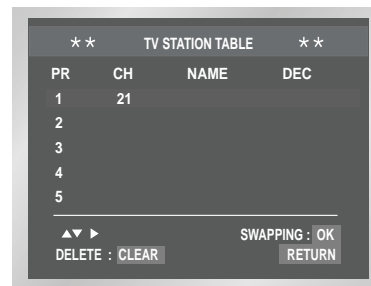 ** TV STATION TABLE **
PR CH NAME DEC
1 21
2
3
4
5
▲▼ ▶ SWAPPING : OK
DELETE : CLEAR RETURN